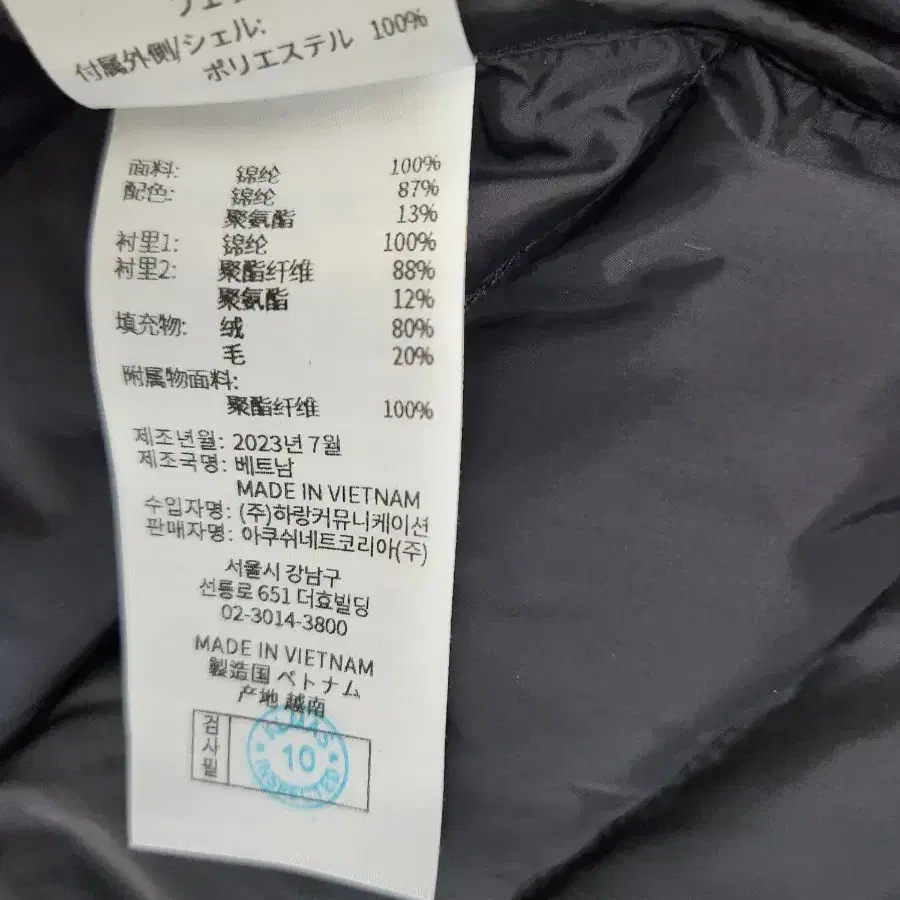 付属外側/シェル:
ポリエステル 100%
面料: 锦纶 100%
配色: 锦纶 87%
聚氨酯 13%
衬里1: 锦纶 100%
衬里2: 聚酯纤维 88%
聚氨酯 12%
填充物: 绒 80%
毛 20%
附属物面料:
聚酯纤维 100%
제조년월: 2023년 7월
제조국명: 베트남
MADE IN VIETNAM
수입자명: (주)하랑커뮤니케이션
판매자명: 아쿠쉬네트코리아(주)
서울시 강남구
선릉로 651 더효빌딩
02-3014-3800
MADE IN VIETNAM
製造国 ベトナム
产地 越南
검사필
10
INSPECTED